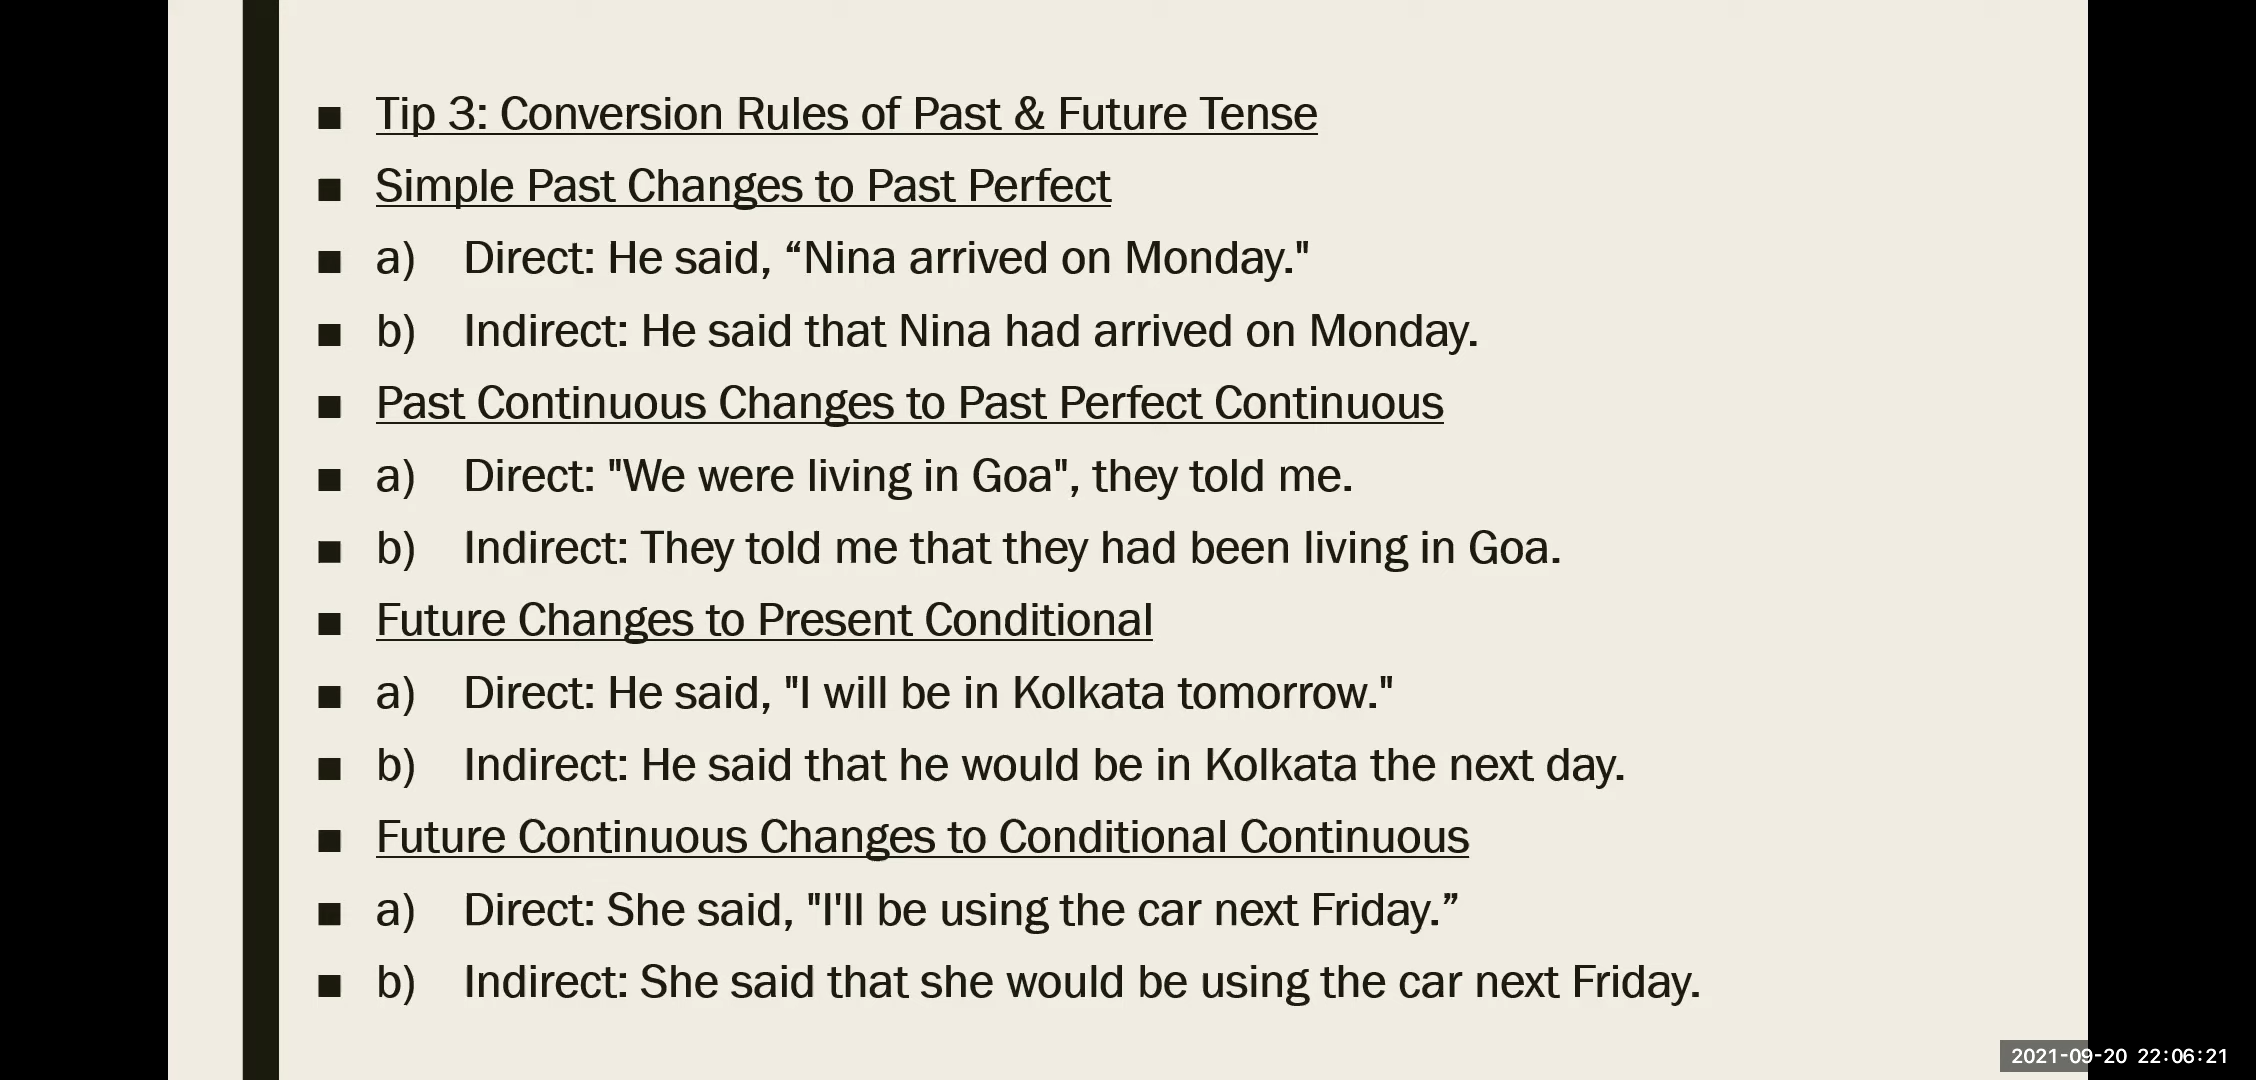 ■ Tip 3: Conversion Rules of Past & Future Tense
■ Simple Past Changes to Past Perfect
■ a) Direct: He said, “Nina arrived on Monday."
■ b) Indirect: He said that Nina had arrived on Monday.
■ Past Continuous Changes to Past Perfect Continuous
■ a) Direct: "We were living in Goa", they told me.
■ b) Indirect: They told me that they had been living in Goa.
■ Future Changes to Present Conditional
■ a) Direct: He said, "I will be in Kolkata tomorrow."
■ b) Indirect: He said that he would be in Kolkata the next day.
■ Future Continuous Changes to Conditional Continuous
■ a) Direct: She said, "I'll be using the car next Friday.”
■ b) Indirect: She said that she would be using the car next Friday.
2021-09-20 22:06:21